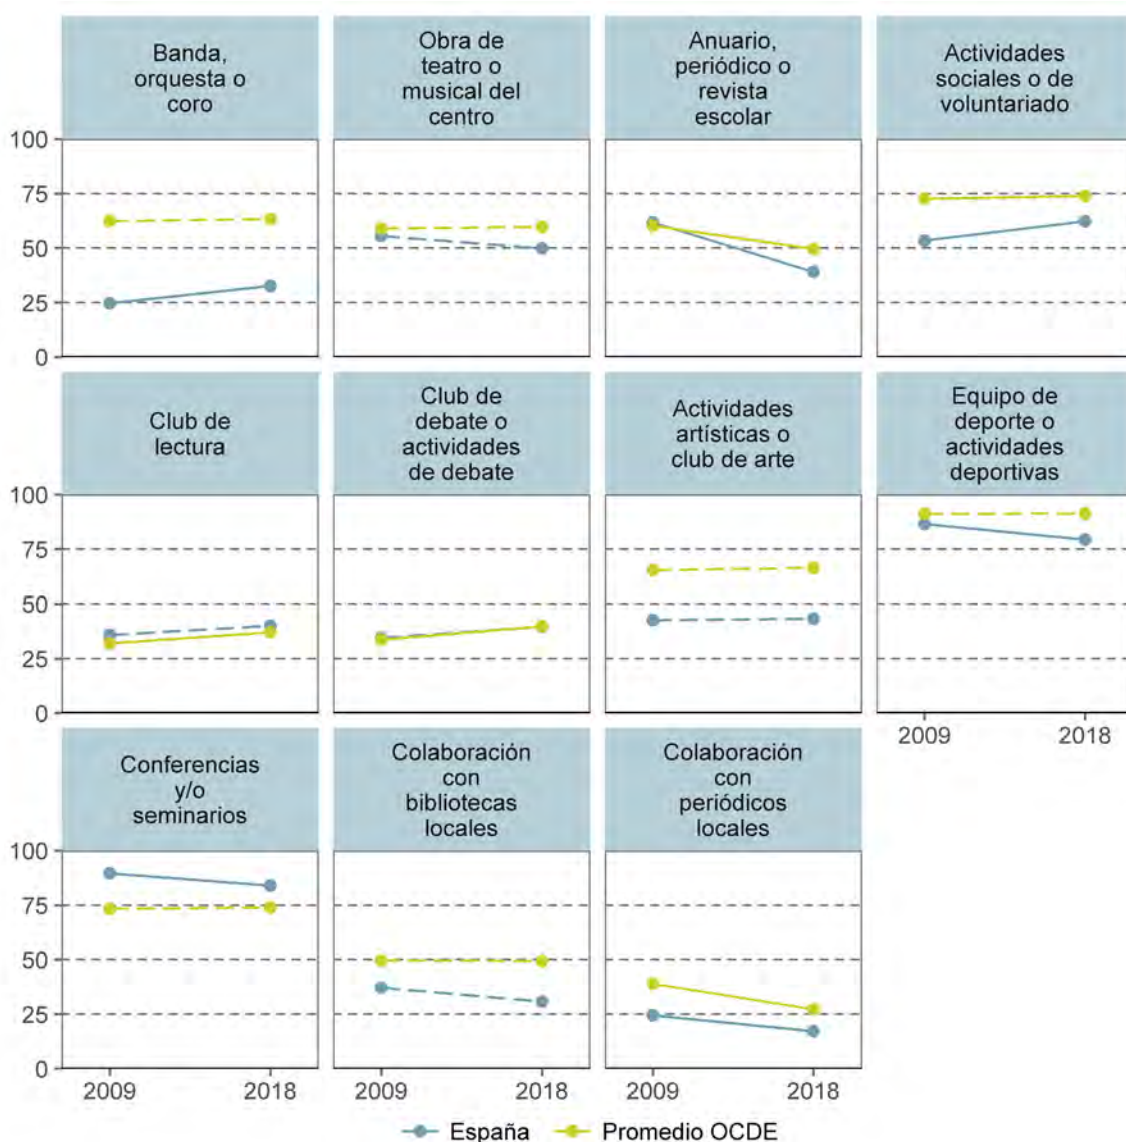 Banda,
orquesta o
coro
Obra de
teatro o
musical del
centro
Anuario,
periódico o
revista
escolar
Actividades
sociales o de
voluntariado
100
75
50
25
0
Club de
lectura
Club de
debate o
actividades
de debate
Actividades
artísticas o
club de arte
Equipo de
deporte o
actividades
deportivas
100
75
50
25
0
2009 2018
Conferencias
y/o
seminarios
Colaboración
con
bibliotecas
locales
Colaboración
con
periódicos
locales
100
75
50
25
0
2009 2018 2009 2018 2009 2018
España Promedio OCDE